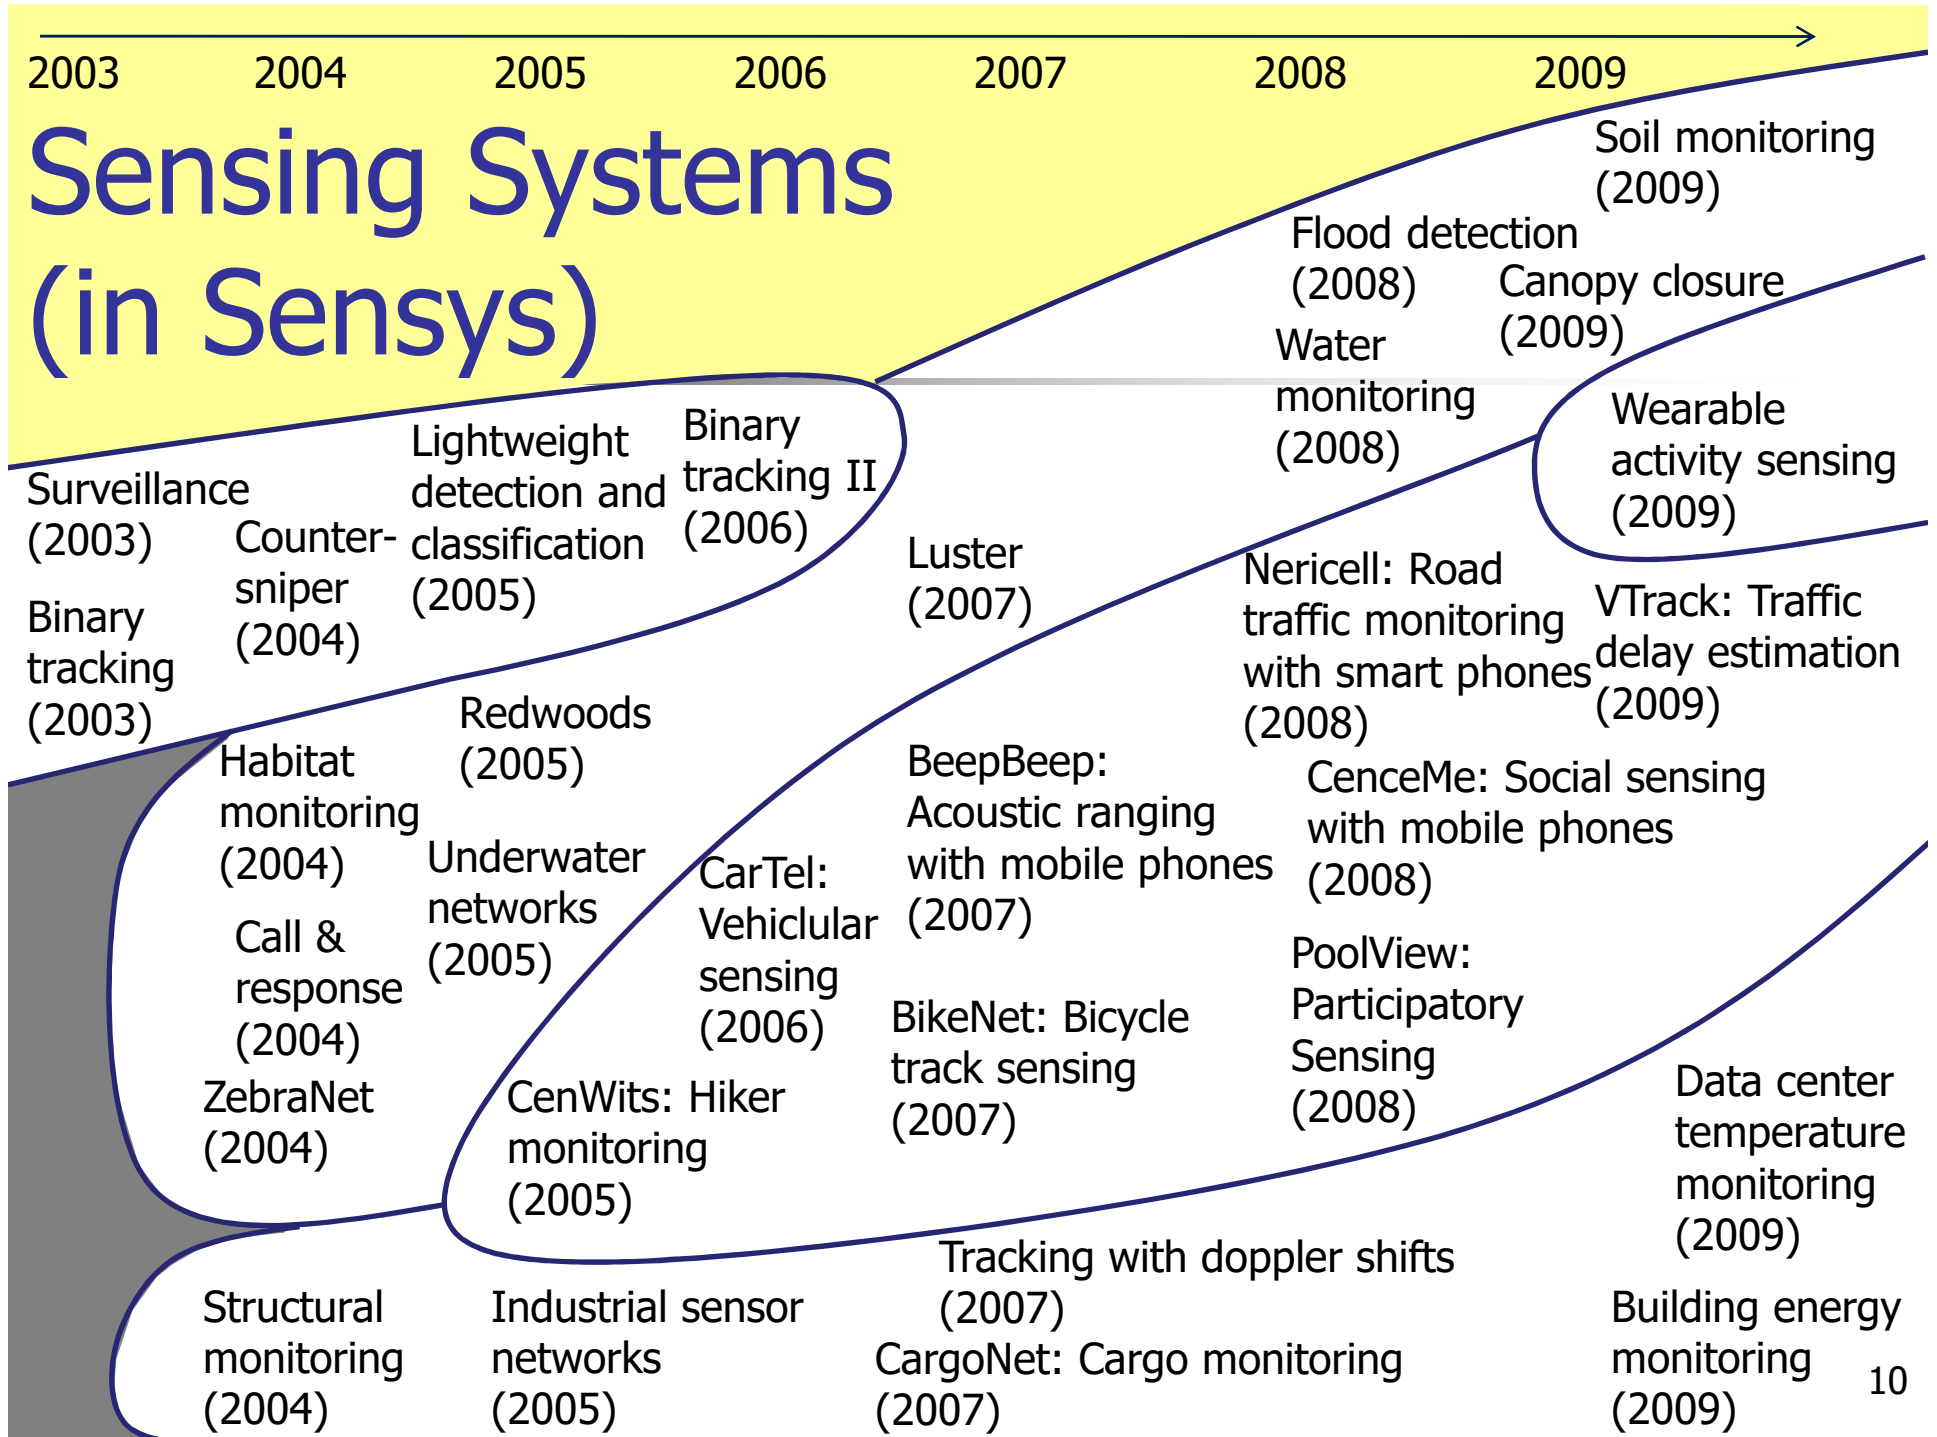 2003 2004 2005 2006 2007 2008 2009
Sensing Systems
(in Sensys)
Soil monitoring
(2009)
Flood detection
(2008)
Canopy closure
(2009)
Water
monitoring
(2008)
Wearable
activity sensing
(2009)
Surveillance
(2003)
Binary
tracking
(2003)
Counter-
sniper
(2004)
Lightweight
detection and
classification
(2005)
Binary
tracking II
(2006)
Luster
(2007)
Nericell: Road
traffic monitoring
with smart phones
(2008)
VTrack: Traffic
delay estimation
(2009)
Redwoods
(2005)
Habitat
monitoring
(2004)
Underwater
networks
(2005)
Call &
response
(2004)
ZebraNet
(2004)
CarTel:
Vehiclular
sensing
(2006)
BeepBeep:
Acoustic ranging
with mobile phones
(2007)
CenceMe: Social sensing
with mobile phones
(2008)
BikeNet: Bicycle
track sensing
(2007)
PoolView:
Participatory
Sensing
(2008)
CenWits: Hiker
monitoring
(2005)
Data center
temperature
monitoring
(2009)
Structural
monitoring
(2004)
Industrial sensor
networks
(2005)
Tracking with doppler shifts
(2007)
CargoNet: Cargo monitoring
(2007)
Building energy
monitoring
(2009)
10